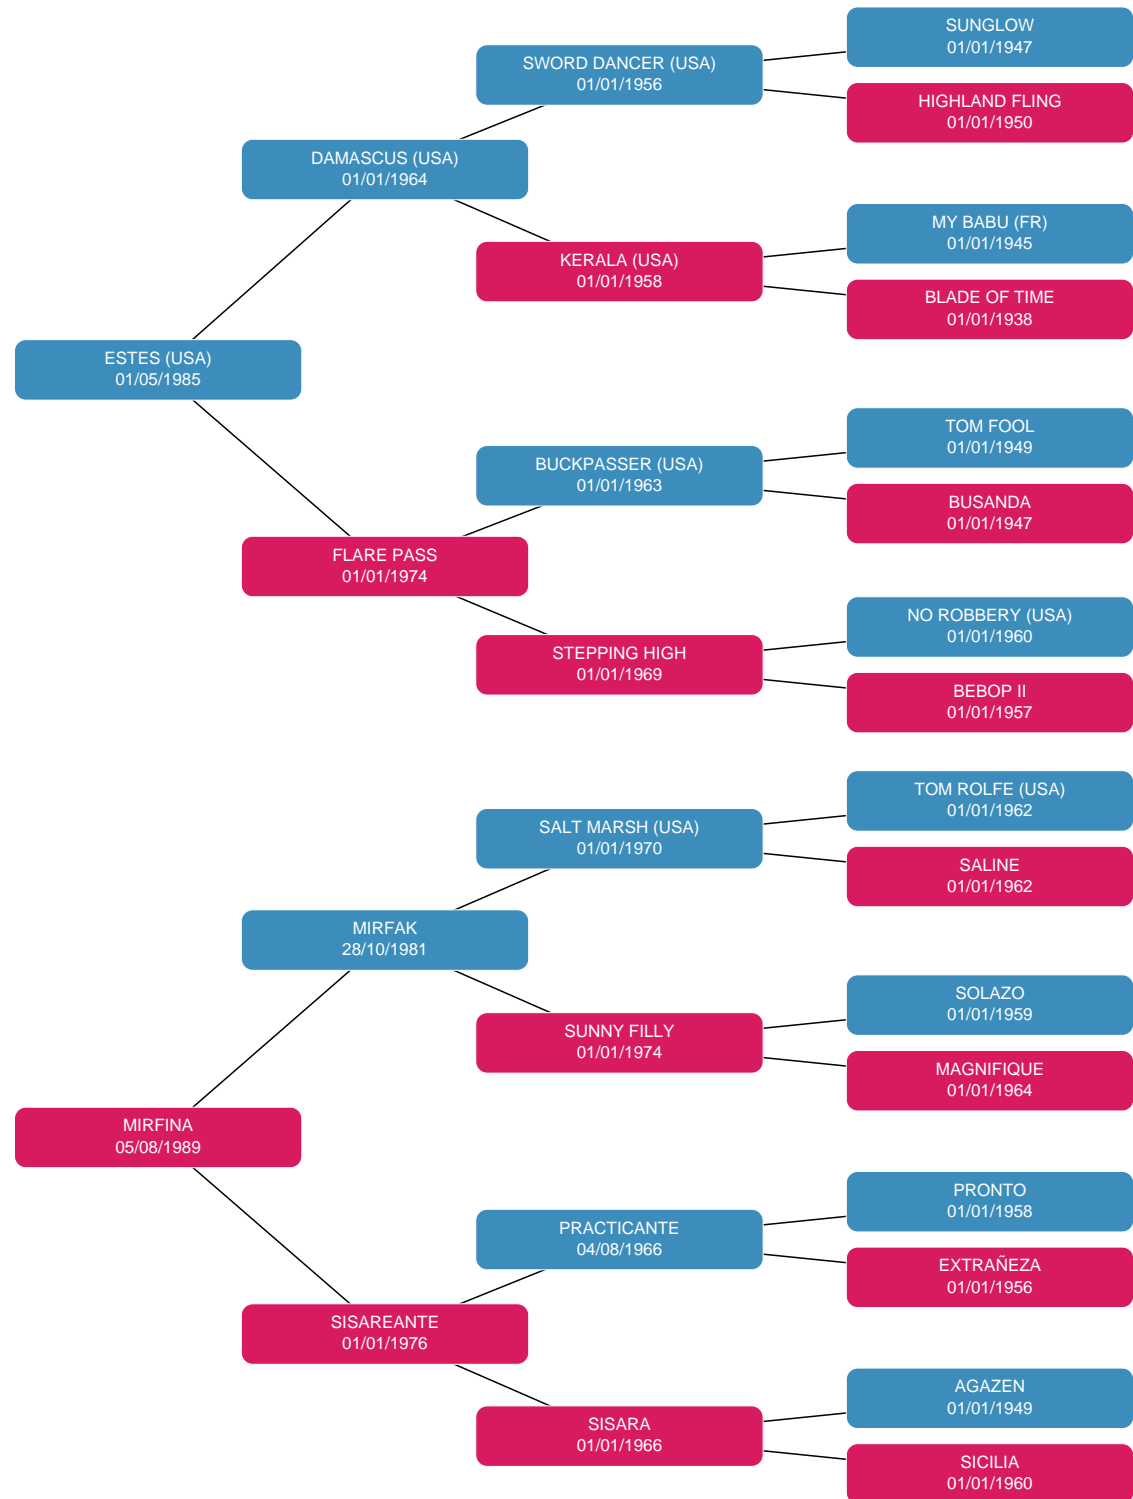 SUNGLOW
01/01/1947
SWORD DANCER (USA)
01/01/1956
HIGHLAND FLING
01/01/1950
DAMASCUS (USA)
01/01/1964
MY BABU (FR)
01/01/1945
KERALA (USA)
01/01/1958
BLADE OF TIME
01/01/1938
ESTES (USA)
01/05/1985
TOM FOOL
01/01/1949
BUCKPASSER (USA)
01/01/1963
BUSANDA
01/01/1947
FLARE PASS
01/01/1974
NO ROBBERY (USA)
01/01/1960
STEPPING HIGH
01/01/1969
BEBOP II
01/01/1957
TOM ROLFE (USA)
01/01/1962
SALT MARSH (USA)
01/01/1970
SALINE
01/01/1962
MIRFAK
28/10/1981
SOLAZO
01/01/1959
SUNNY FILLY
01/01/1974
MAGNIFIQUE
01/01/1964
MIRFINA
05/08/1989
PRONTO
01/01/1958
PRACTICANTE
04/08/1966
EXTRAÑEZA
01/01/1956
SISAREANTE
01/01/1976
AGAZEN
01/01/1949
SISARA
01/01/1966
SICILIA
01/01/1960